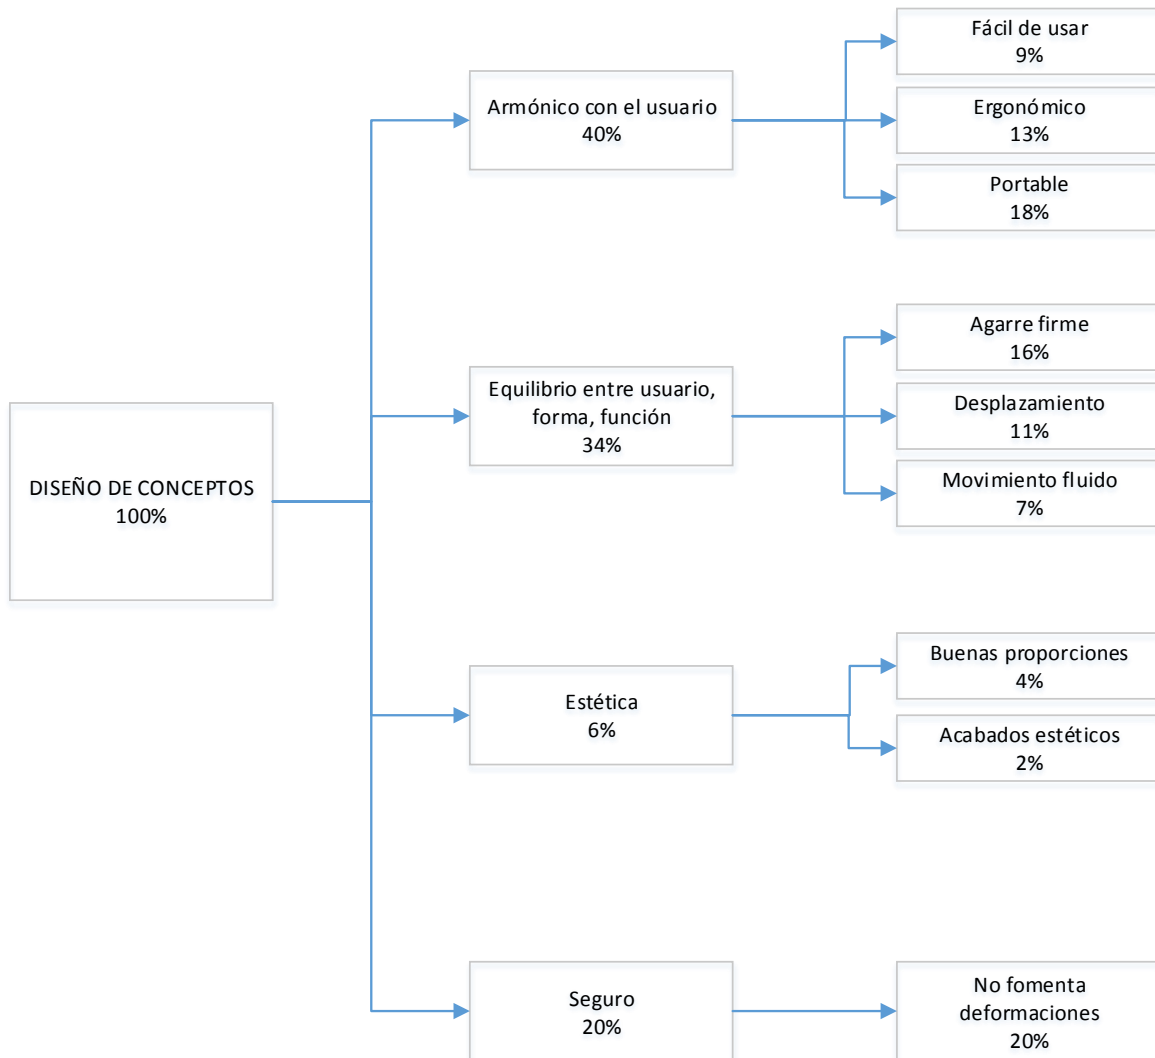 Fácil de usar
9%
Armónico con el usuario
40%
Ergonómico
13%
Portable
18%
Agarre firme
16%
Equilibrio entre usuario,
forma, función
34%
Desplazamiento
11%
Movimiento fluido
7%
DISEÑO DE CONCEPTOS
100%
Buenas proporciones
4%
Estética
6%
Acabados estéticos
2%
Seguro
20%
No fomenta
deformaciones
20%